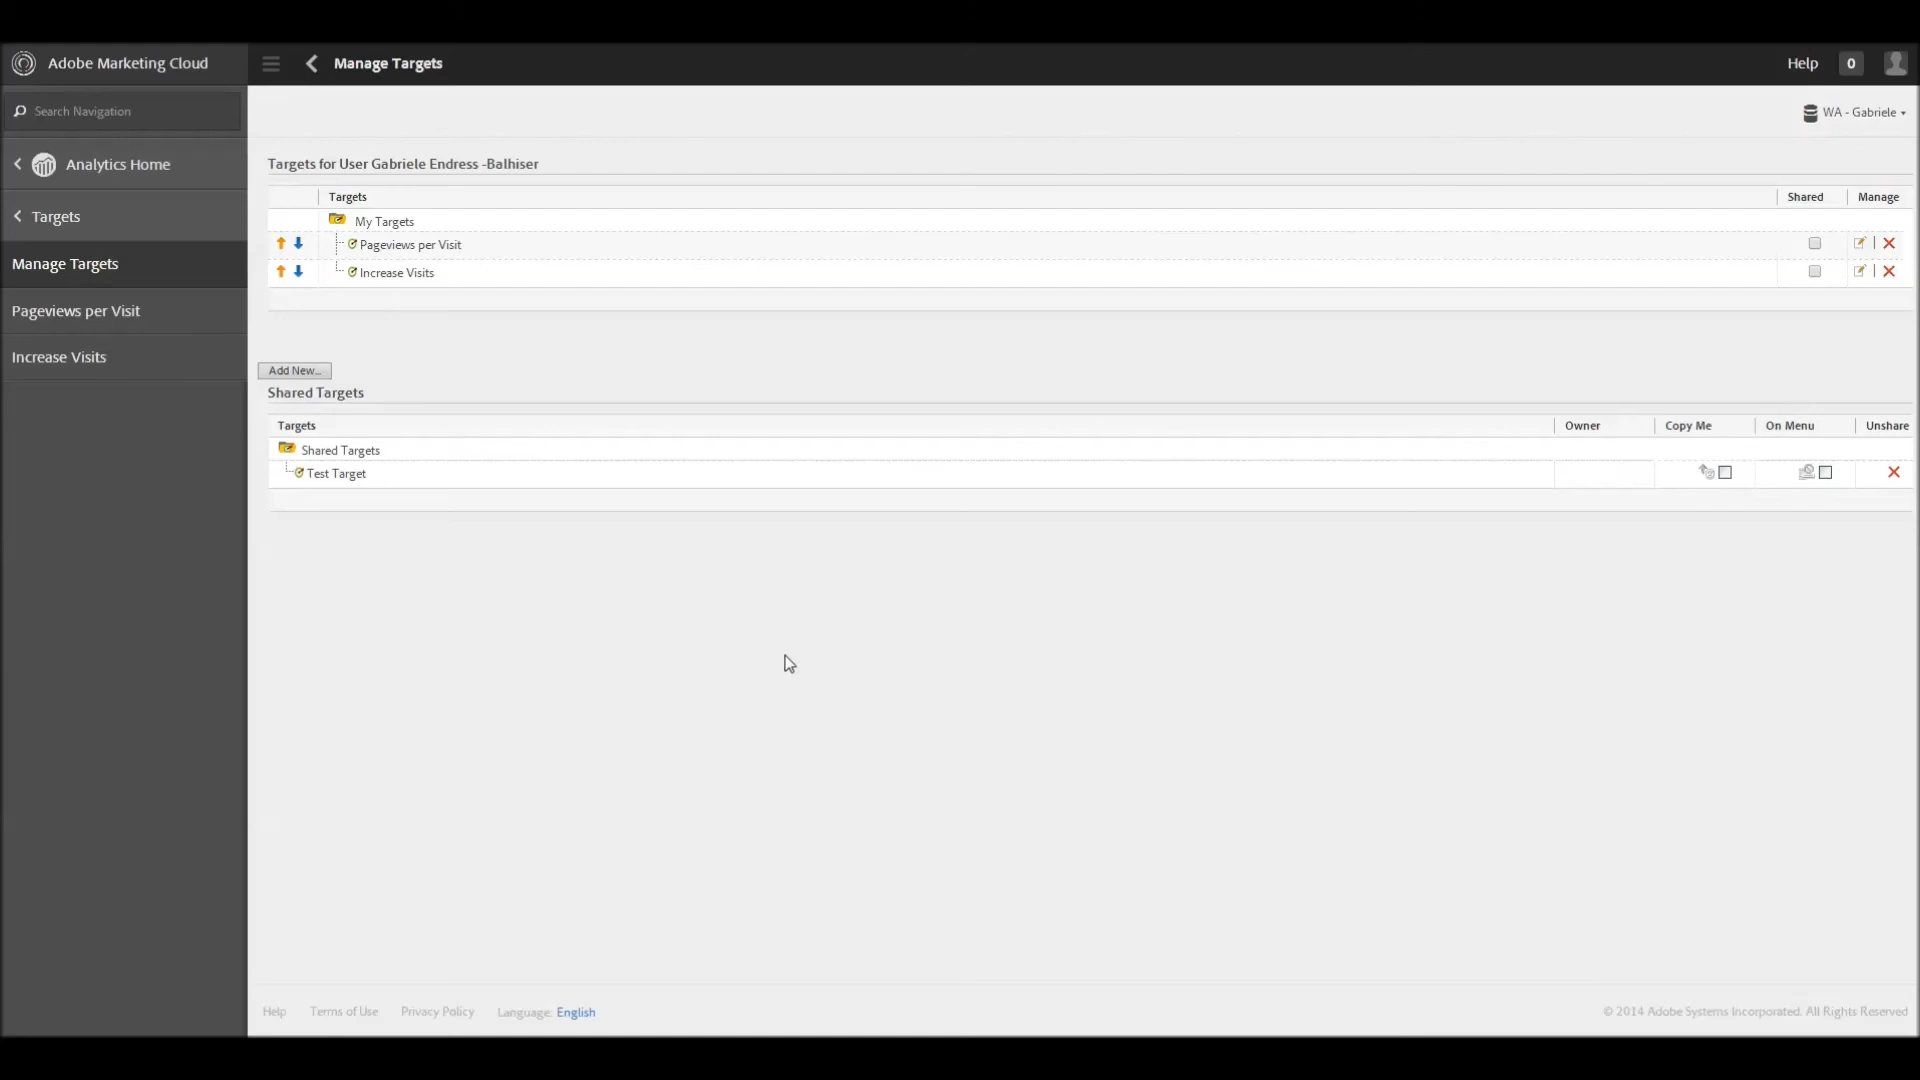 Adobe Marketing Cloud
Manage Targets
Help
0
Search Navigation
WA - Gabriele
Analytics Home
Targets
Manage Targets
Pageviews per Visit
Increase Visits
Targets for User Gabriele Endress -Balhiser
Targets Shared Manage
My Targets
Pageviews per Visit
Increase Visits
Add New...
Shared Targets
Targets Owner Copy Me On Menu Unshare
Shared Targets
Test Target
Help Terms of Use Privacy Policy Language: English
© 2014 Adobe Systems Incorporated. All Rights Reserved